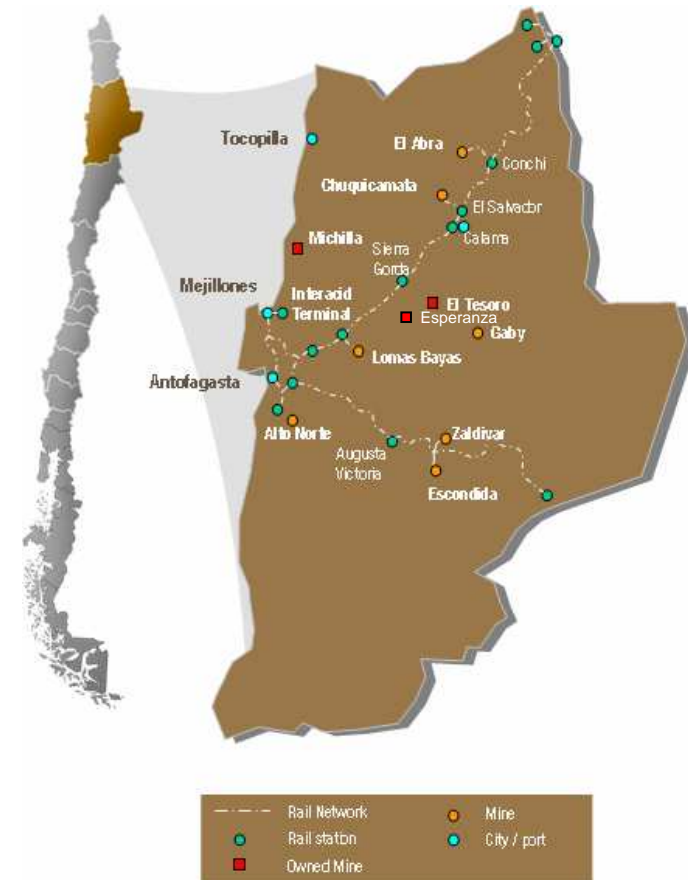 Tocopilla
El Abra
Conchi
Chuquicamata
El Salvador
Calama
Michilla
Sierra
Gorda
Mejillones
Interacid
Terminal
El Tesoro
Esperanza
Gaby
Lomas Bayas
Antofagasta
Alto Norte
Zaldivar
Augusta
Victoria
Escondida
Rail Network
Mine
Rail station
City / port
Owned Mine